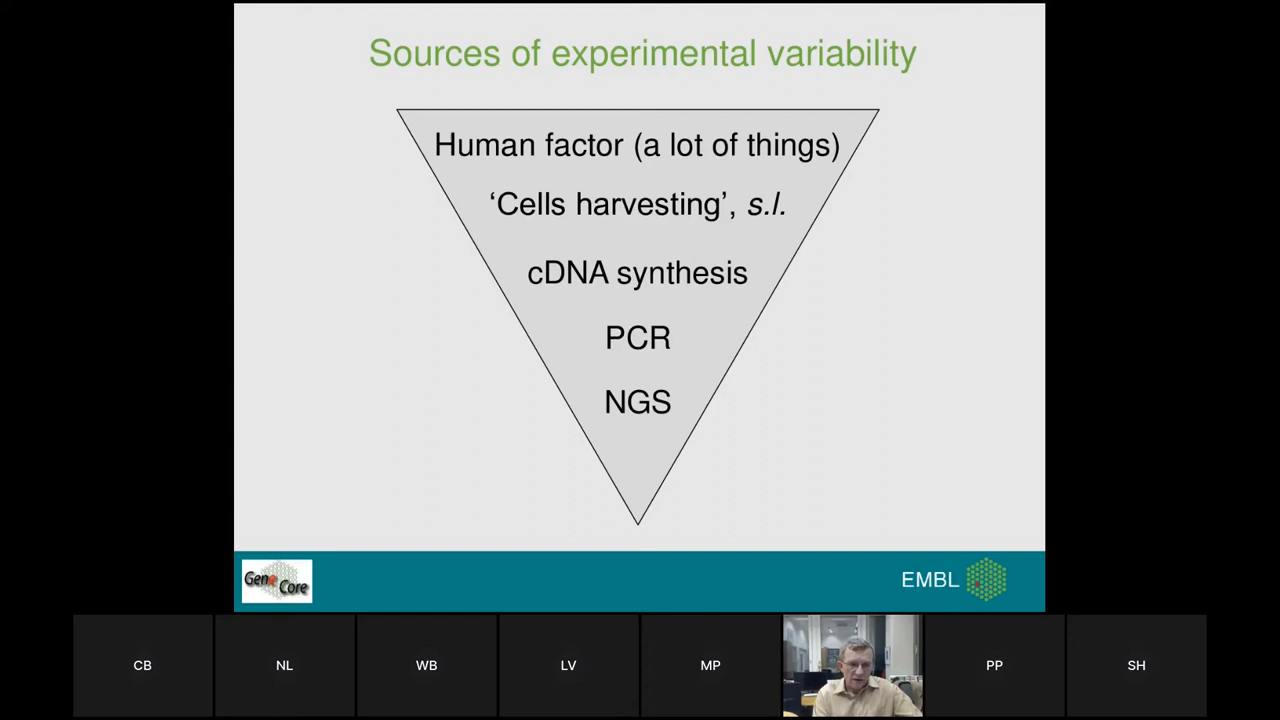 Sources of experimental variability
Human factor (a lot of things)
‘Cells harvesting’, s.l.
cDNA synthesis
PCR
NGS
Gene Core
EMBL
CB NL WB LV MP PP SH